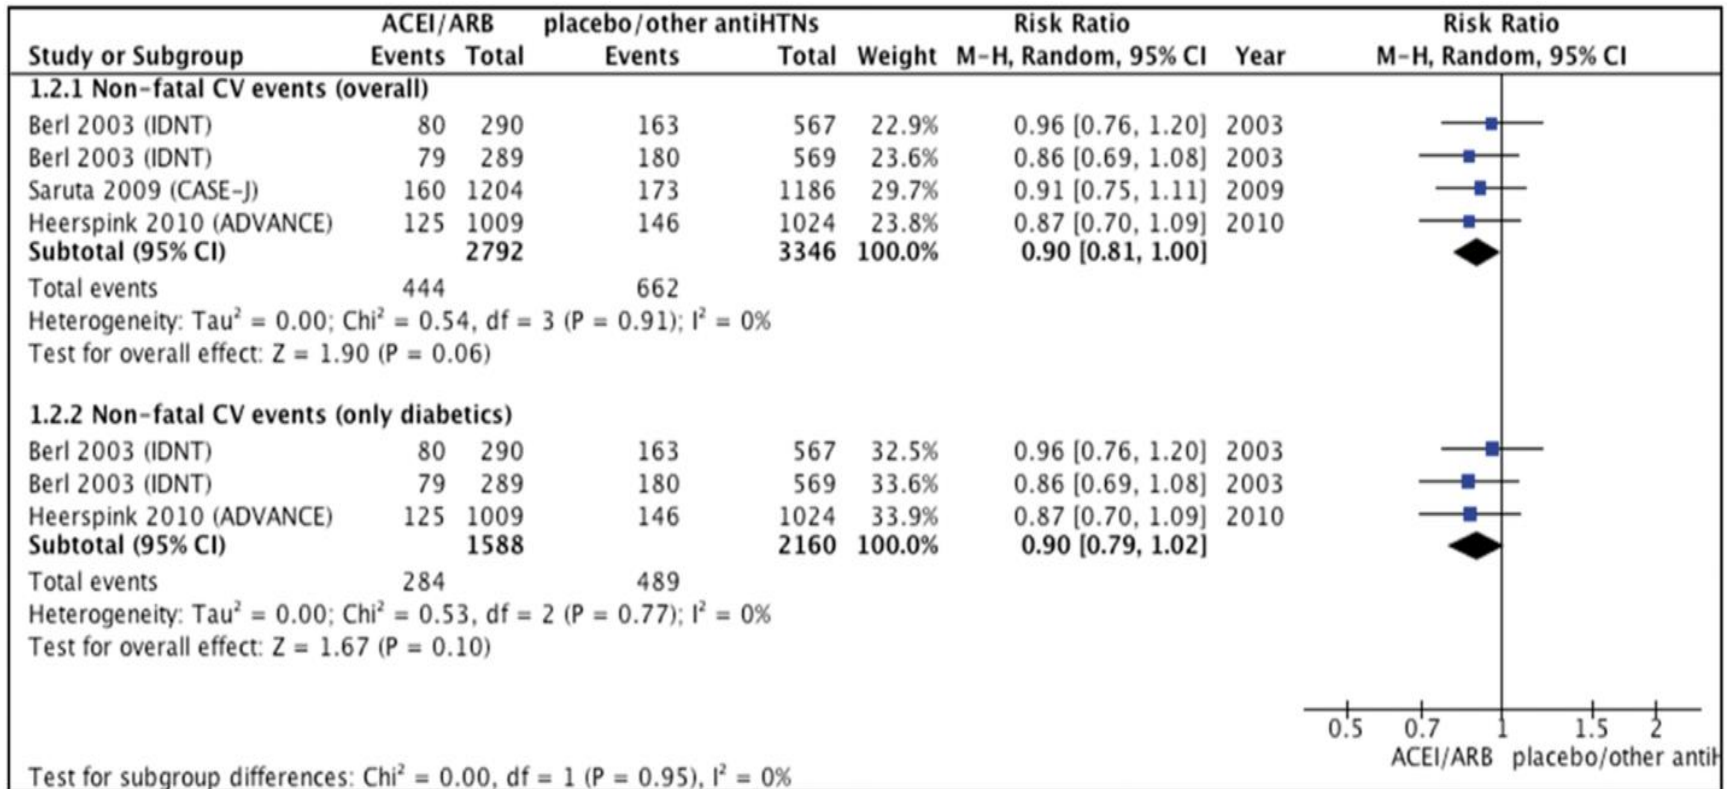 ACEI/ARB placebo/other antiHTNs Risk Ratio Risk Ratio
Study or Subgroup Events Total Events Total Weight M-H, Random, 95% CI Year M-H, Random, 95% CI
1.2.1 Non-fatal CV events (overall)
Berl 2003 (IDNT) 80 290 163 567 22.9% 0.96 [0.76, 1.20] 2003
Berl 2003 (IDNT) 79 289 180 569 23.6% 0.86 [0.69, 1.08] 2003
Saruta 2009 (CASE-J) 160 1204 173 1186 29.7% 0.91 [0.75, 1.11] 2009
Heerspink 2010 (ADVANCE) 125 1009 146 1024 23.8% 0.87 [0.70, 1.09] 2010
Subtotal (95% CI) 2792 3346 100.0% 0.90 [0.81, 1.00]
Total events 444 662
Heterogeneity: Tau² = 0.00; Chi² = 0.54, df = 3 (P = 0.91); I² = 0%
Test for overall effect: Z = 1.90 (P = 0.06)
1.2.2 Non-fatal CV events (only diabetics)
Berl 2003 (IDNT) 80 290 163 567 32.5% 0.96 [0.76, 1.20] 2003
Berl 2003 (IDNT) 79 289 180 569 33.6% 0.86 [0.69, 1.08] 2003
Heerspink 2010 (ADVANCE) 125 1009 146 1024 33.9% 0.87 [0.70, 1.09] 2010
Subtotal (95% CI) 1588 2160 100.0% 0.90 [0.79, 1.02]
Total events 284 489
Heterogeneity: Tau² = 0.00; Chi² = 0.53, df = 2 (P = 0.77); I² = 0%
Test for overall effect: Z = 1.67 (P = 0.10)
0.5 0.7 1 1.5 2
ACEI/ARB placebo/other antiH
Test for subgroup differences: Chi² = 0.00, df = 1 (P = 0.95), I² = 0%